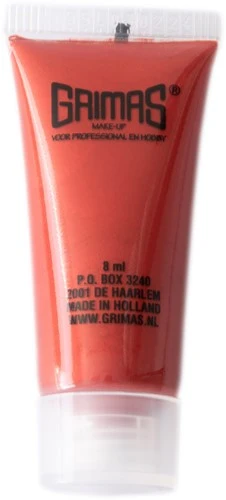 GRIMAS
MAKE-UP
VOOR PROFESSIONAL EN HOBBY
8 ml
P.O. BOX 3240
2001 DE HAARLEM
MADE IN HOLLAND
WWW.GRIMAS.NL